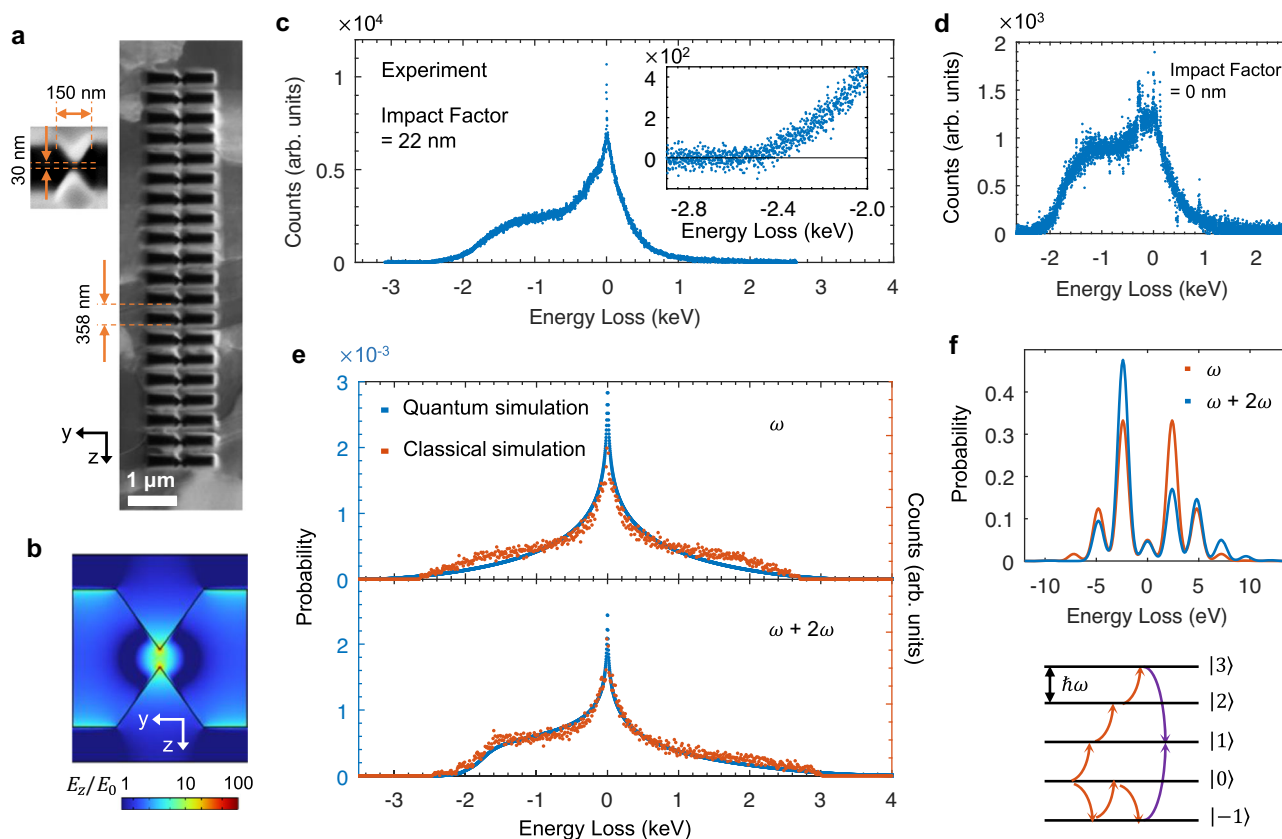 a
150 nm
30 nm
358 nm
y
z
1 µm
b
y
z
E_z/E_0
1 10 100
c
×10⁴
Counts (arb. units)
1
0.5
0
Experiment
Impact Factor
= 22 nm
×10²
4
2
0
-2.8 -2.4 -2.0
Energy Loss (keV)
-3 -2 -1 0 1 2 3 4
Energy Loss (keV)
d
×10³
Counts (arb. units)
2
1.5
1
0.5
0
Impact Factor
= 0 nm
-2 -1 0 1 2
Energy Loss (keV)
e
×10⁻³
Probability
3
2
1
0
Quantum simulation
Classical simulation
ω
Counts (arb. units)
2
1
0
ω + 2ω
-3 -2 -1 0 1 2 3 4
Energy Loss (keV)
f
Probability
0.4
0.3
0.2
0.1
0
ω
ω + 2ω
-10 -5 0 5 10
Energy Loss (eV)
ħω
|3⟩
|2⟩
|1⟩
|0⟩
|−1⟩